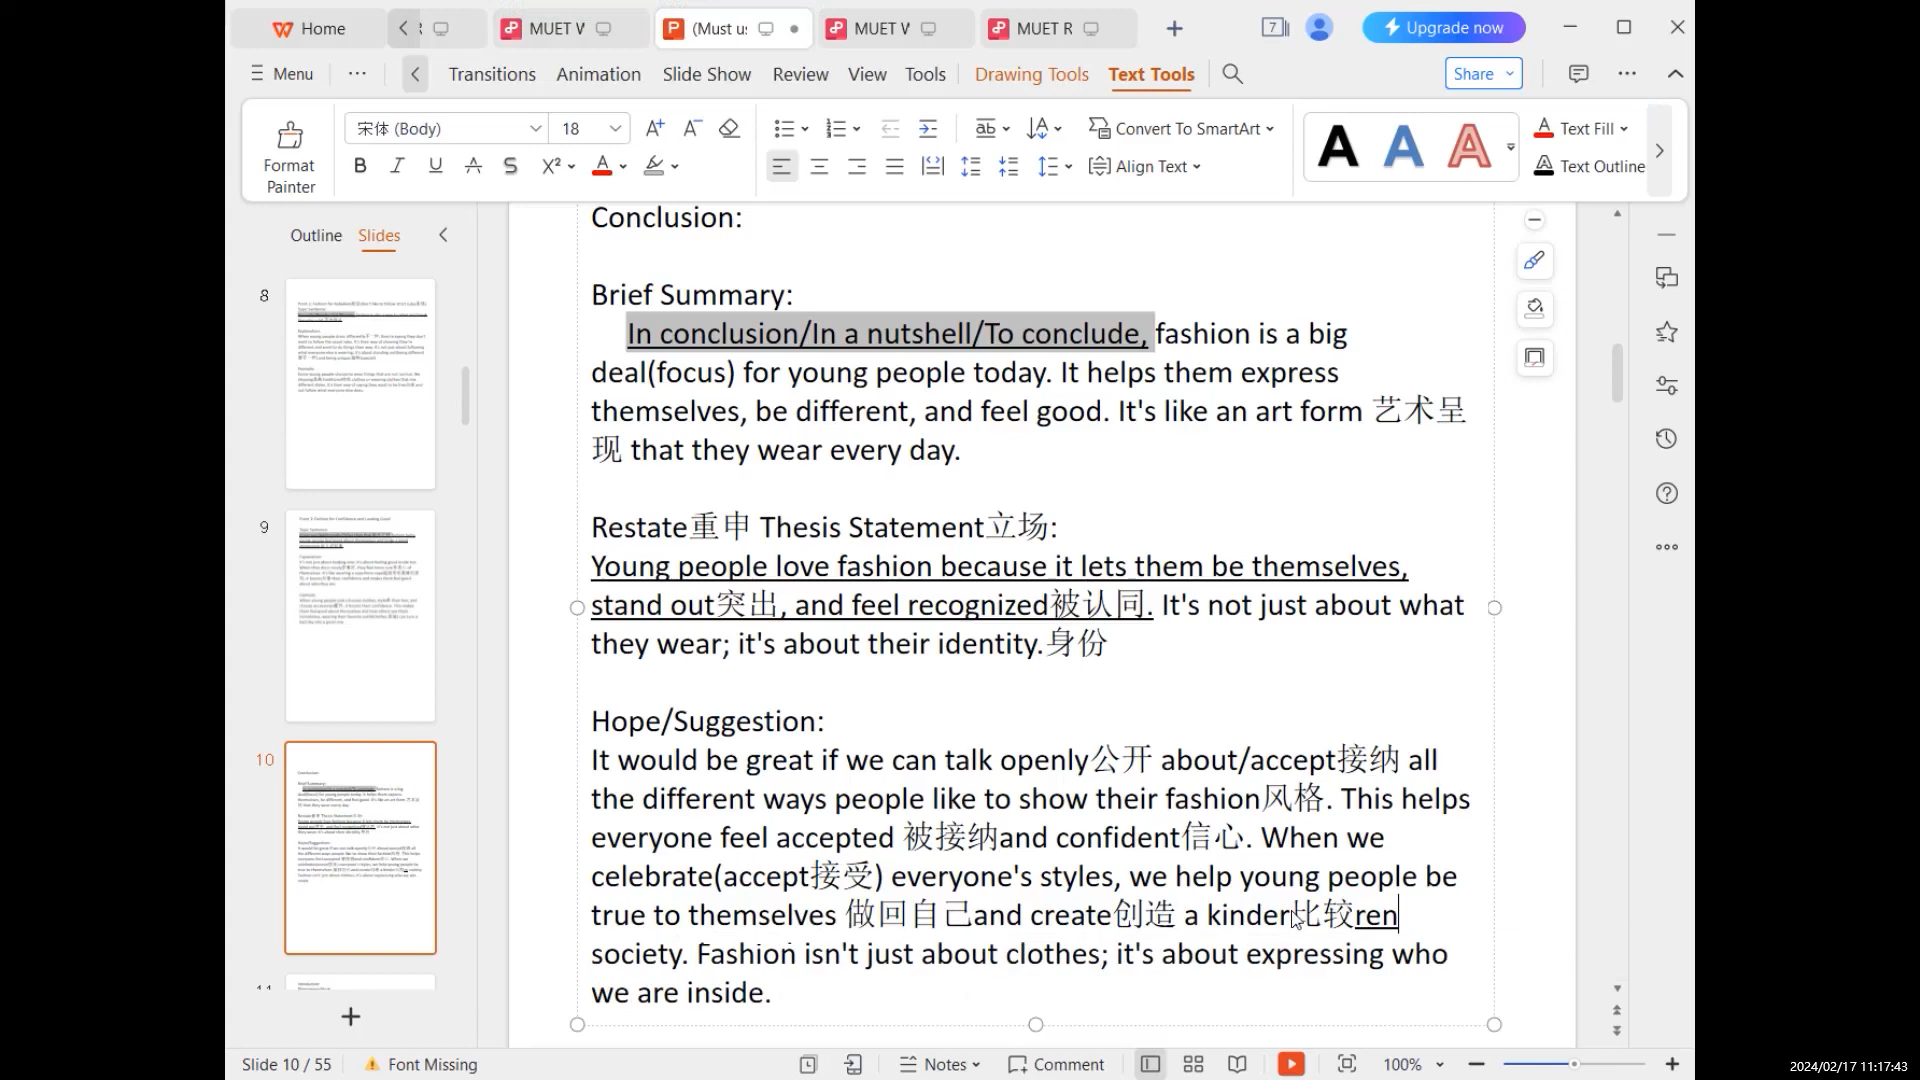 Home
MUET V
(Must u:
MUET V
MUET R
7
Upgrade now
Menu
Transitions
Animation
Slide Show
Review
View
Tools
Drawing Tools
Text Tools
Share
Format
Painter
宋体 (Body)
18
Convert To SmartArt
Align Text
Text Fill
Text Outline
Outline
Slides
8
9
10
Conclusion:
Brief Summary:
In conclusion/In a nutshell/To conclude, fashion is a big
deal(focus) for young people today. It helps them express
themselves, be different, and feel good. It's like an art form 艺术呈
现 that they wear every day.
Restate重申 Thesis Statement立场:
Young people love fashion because it lets them be themselves,
stand out突出, and feel recognized被认同. It's not just about what
they wear; it's about their identity.身份
Hope/Suggestion:
It would be great if we can talk openly公开 about/accept接纳 all
the different ways people like to show their fashion风格. This helps
everyone feel accepted 被接纳and confident信心. When we
celebrate(accept接受) everyone's styles, we help young people be
true to themselves 做回自己and create创造 a kinder比较ren
society. Fashion isn't just about clothes; it's about expressing who
we are inside.
Slide 10 / 55
Font Missing
Notes
Comment
100%
2024/02/17 11:17:43